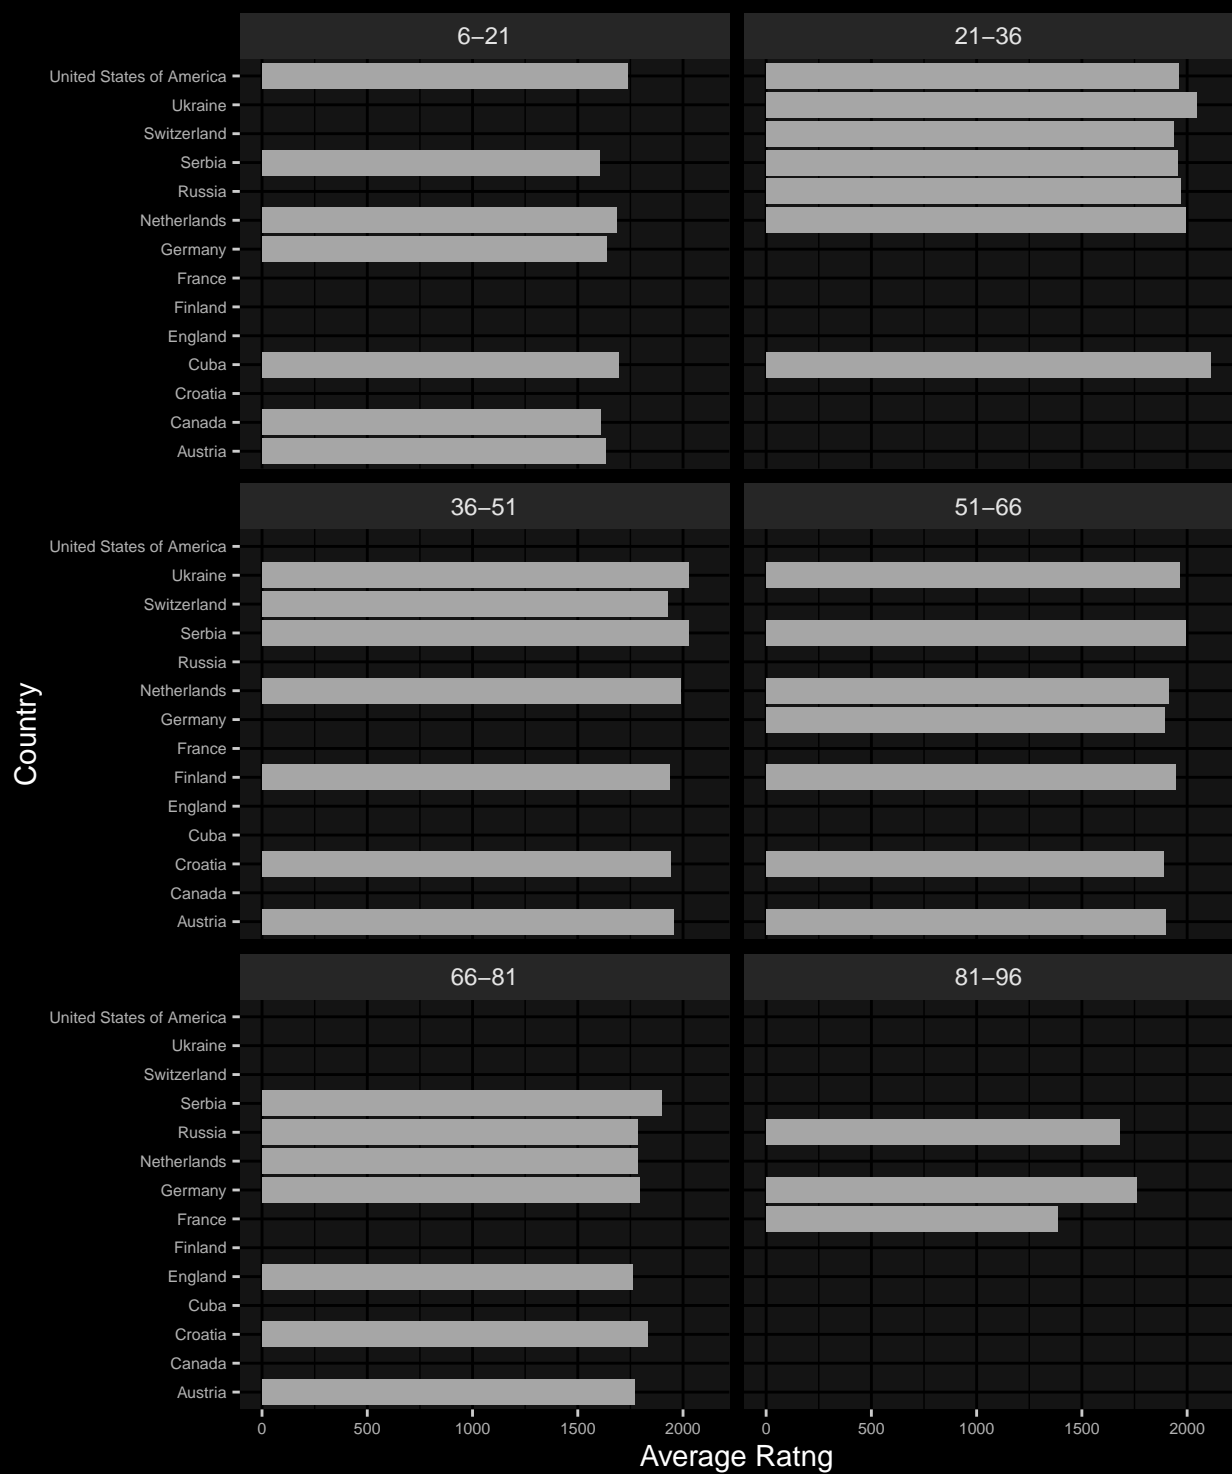 6–21
21–36
United States of America
Ukraine
Switzerland
Serbia
Russia
Netherlands
Germany
France
Finland
England
Cuba
Croatia
Canada
Austria
36–51
51–66
United States of America
Ukraine
Switzerland
Serbia
Russia
Netherlands
Germany
France
Finland
England
Cuba
Croatia
Canada
Austria
66–81
81–96
United States of America
Ukraine
Switzerland
Serbia
Russia
Netherlands
Germany
France
Finland
England
Cuba
Croatia
Canada
Austria
0 500 1000 1500 2000
0 500 1000 1500 2000
Average Ratng
Country